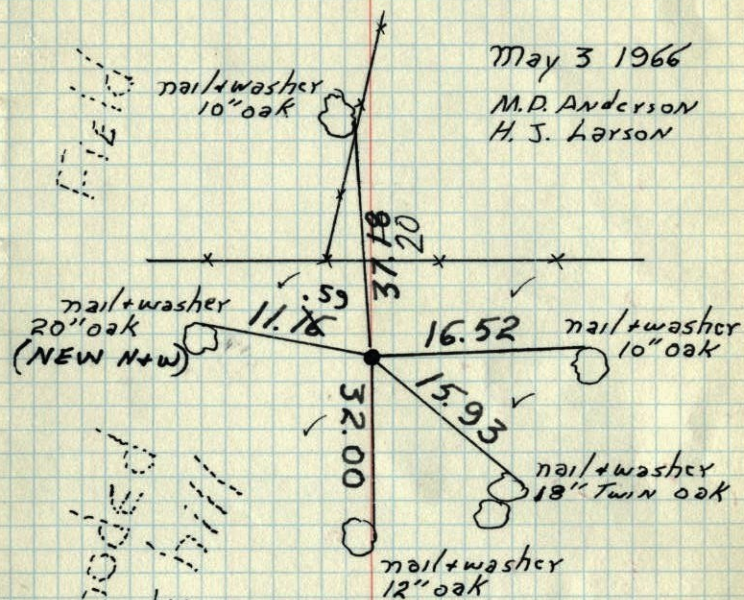 May 3 1966
M.D. Anderson
H. J. Larson
Field
nail+washer
10" oak
37.18
20
nail+washer
20" oak
(NEW N+W)
.59
11.16
16.52
nail+washer
10" oak
15.93
32.00
nail+washer
18" Twin oak
nail+washer
12" oak
hill